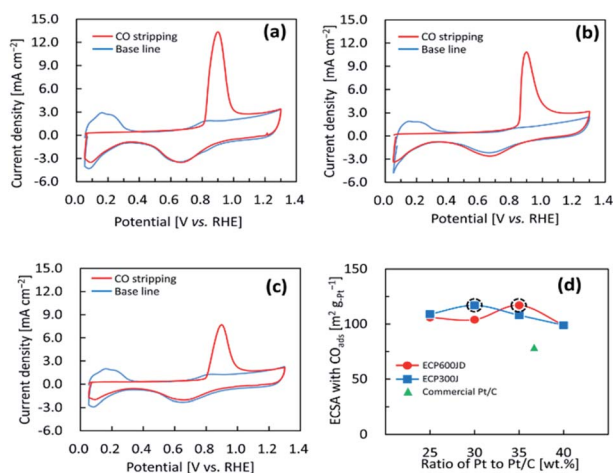 15.0
12.0
9.0
6.0
3.0
0.0
-3.0
-6.0
Current density [mA cm⁻²]
CO stripping
Base line
(a)
0.0 0.2 0.4 0.6 0.8 1.0 1.2 1.4
Potential [V vs. RHE]
15.0
12.0
9.0
6.0
3.0
0.0
-3.0
-6.0
Current density [mA cm⁻²]
CO stripping
Base line
(b)
0.0 0.2 0.4 0.6 0.8 1.0 1.2 1.4
Potential [V vs. RHE]
15.0
12.0
9.0
6.0
3.0
0.0
-3.0
-6.0
Current density [mA cm⁻²]
CO stripping
Base line
(c)
0.0 0.2 0.4 0.6 0.8 1.0 1.2 1.4
Potential [V vs. RHE]
150
100
50
0
ECSA with COads [m² g-Pt⁻¹]
(d)
ECP600JD
ECP300J
Commercial Pt/C
25 30 35 40
Ratio of Pt to Pt/C [wt.%]